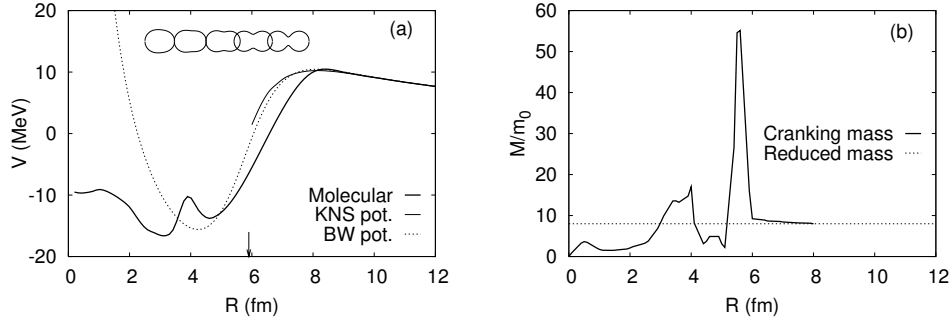 (a)
20
10
0
-10
-20
V (MeV)
Molecular
KNS pot.
BW pot.
0 2 4 6 8 10 12
R (fm)
(b)
60
50
40
30
20
10
0
M/m₀
Cranking mass
Reduced mass
0 2 4 6 8 10 12
R (fm)